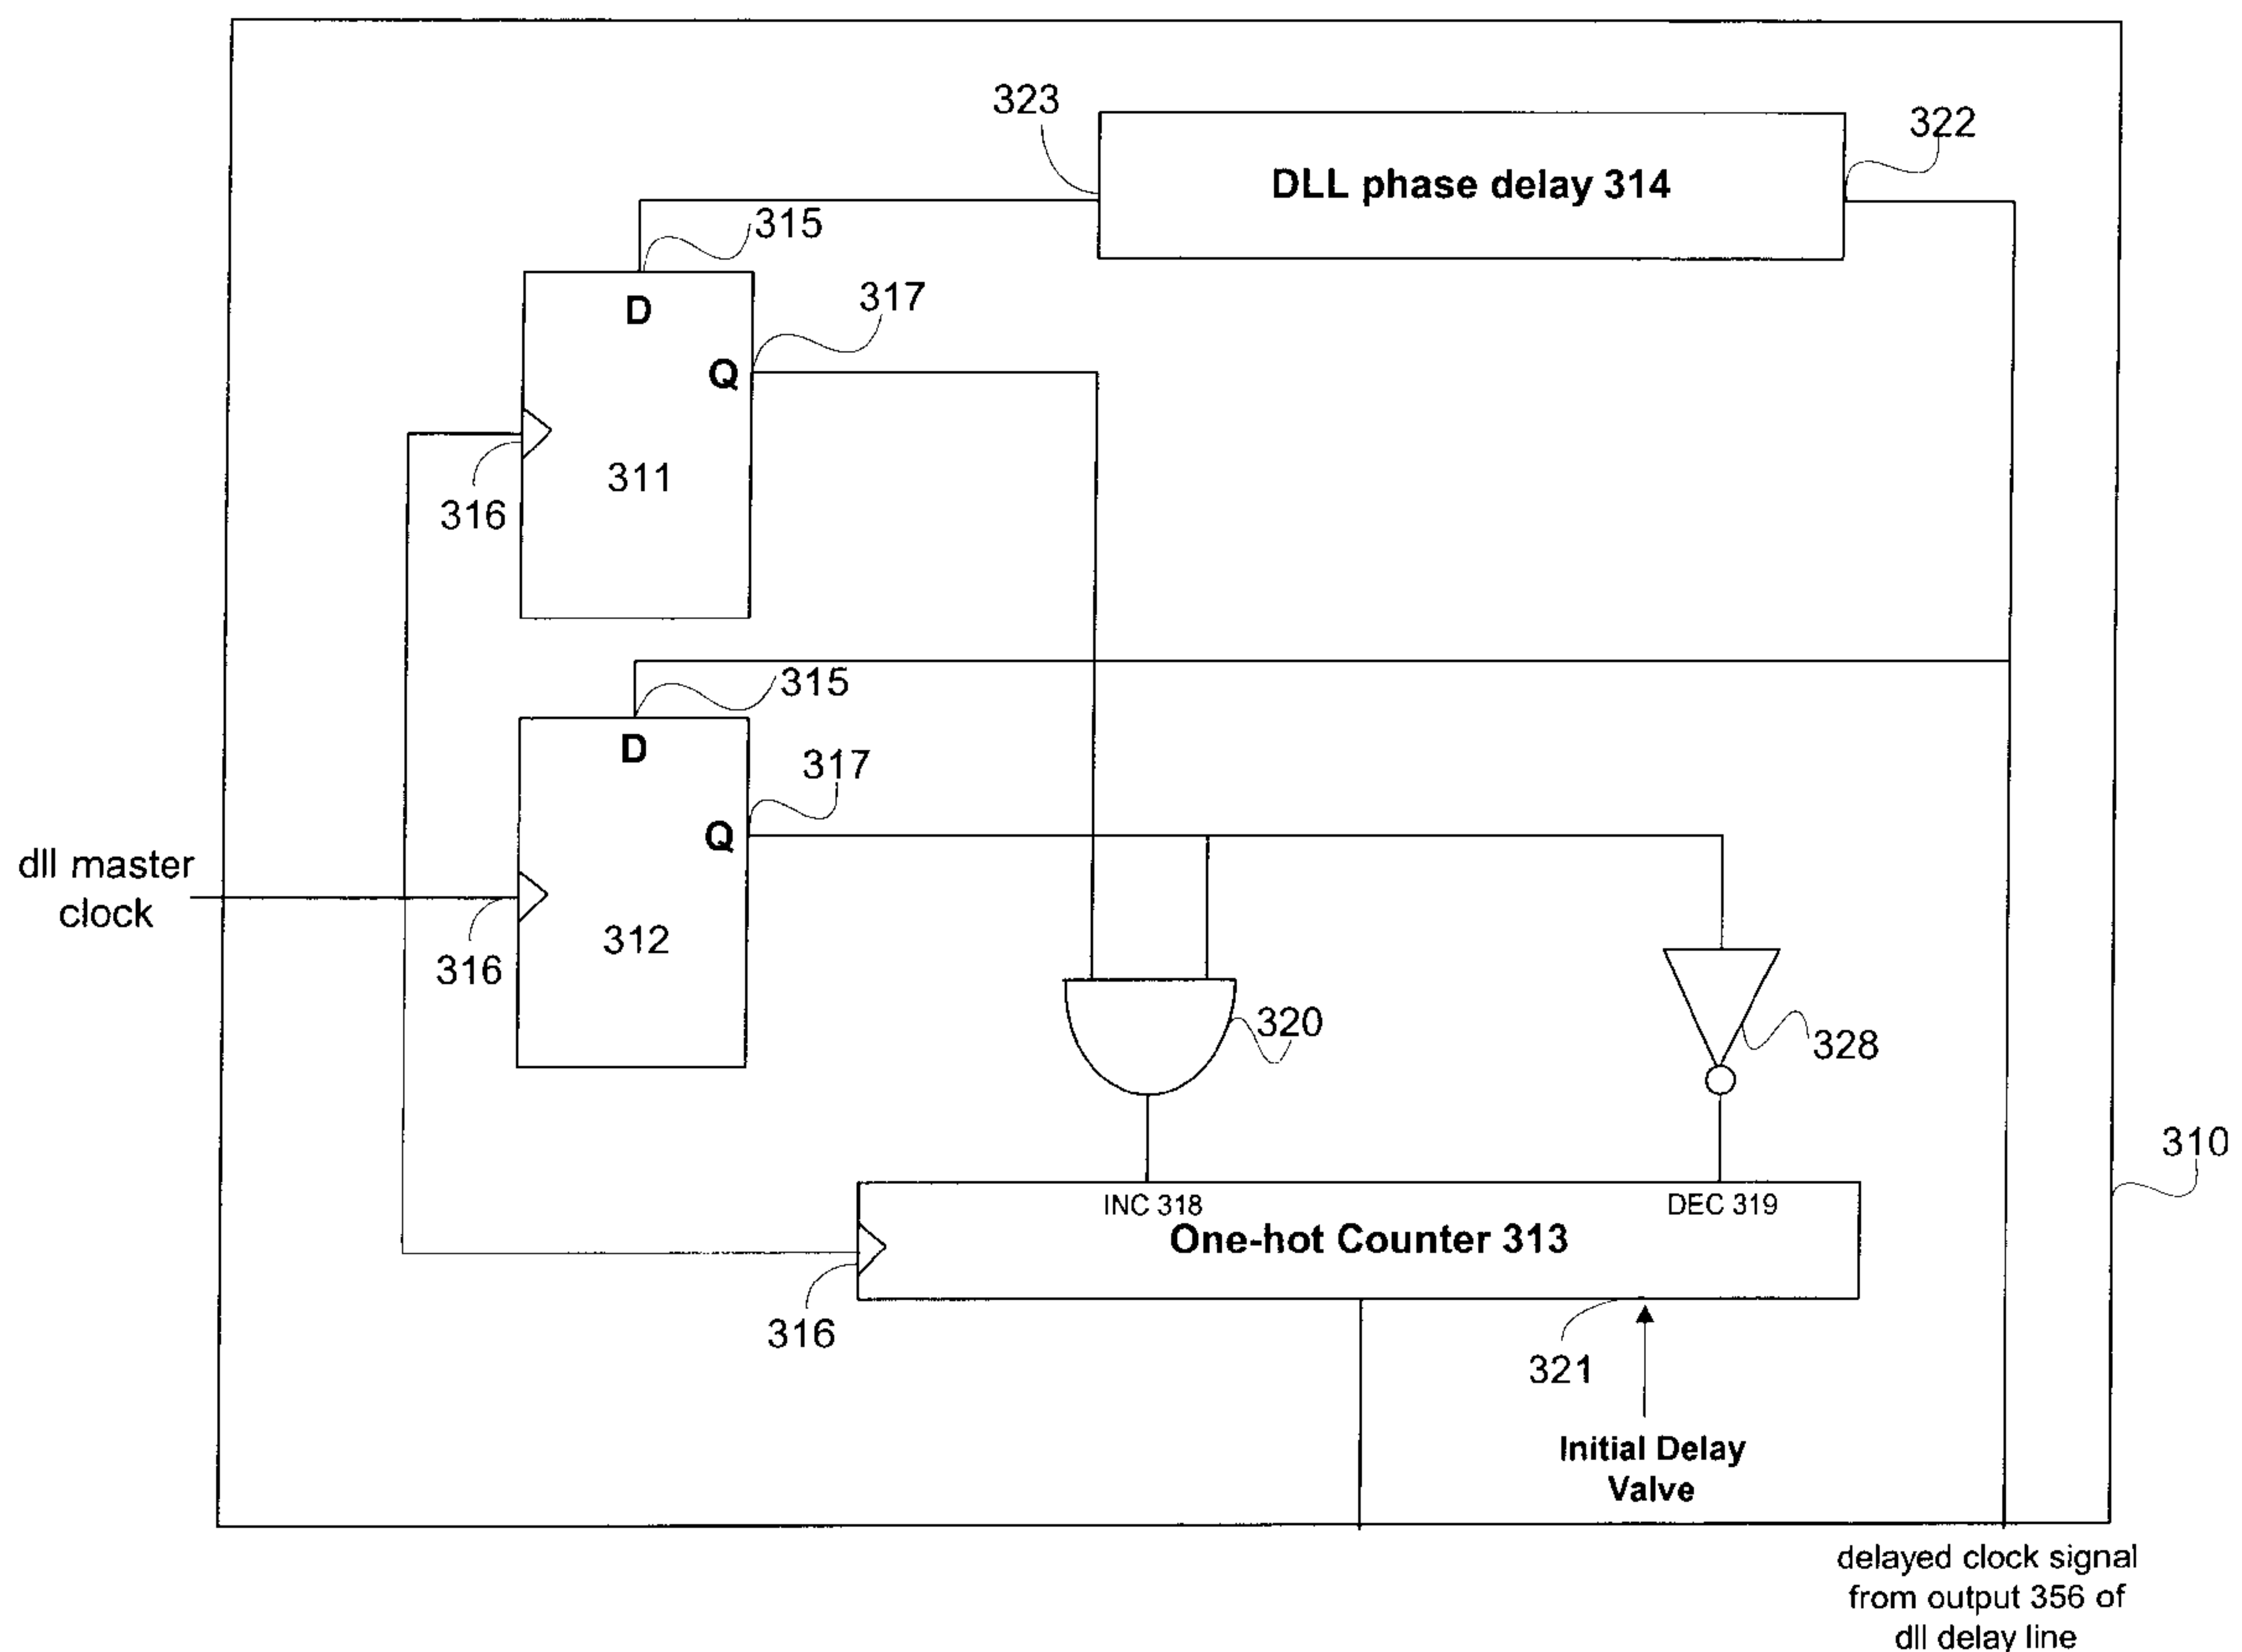 323
322
DLL phase delay 314
315
317
D
Q
311
316
315
D
317
Q
dll master
clock
312
316
320
328
310
INC 318
DEC 319
One-hot Counter 313
316
321
Initial Delay
Valve
delayed clock signal
from output 356 of
dll delay line